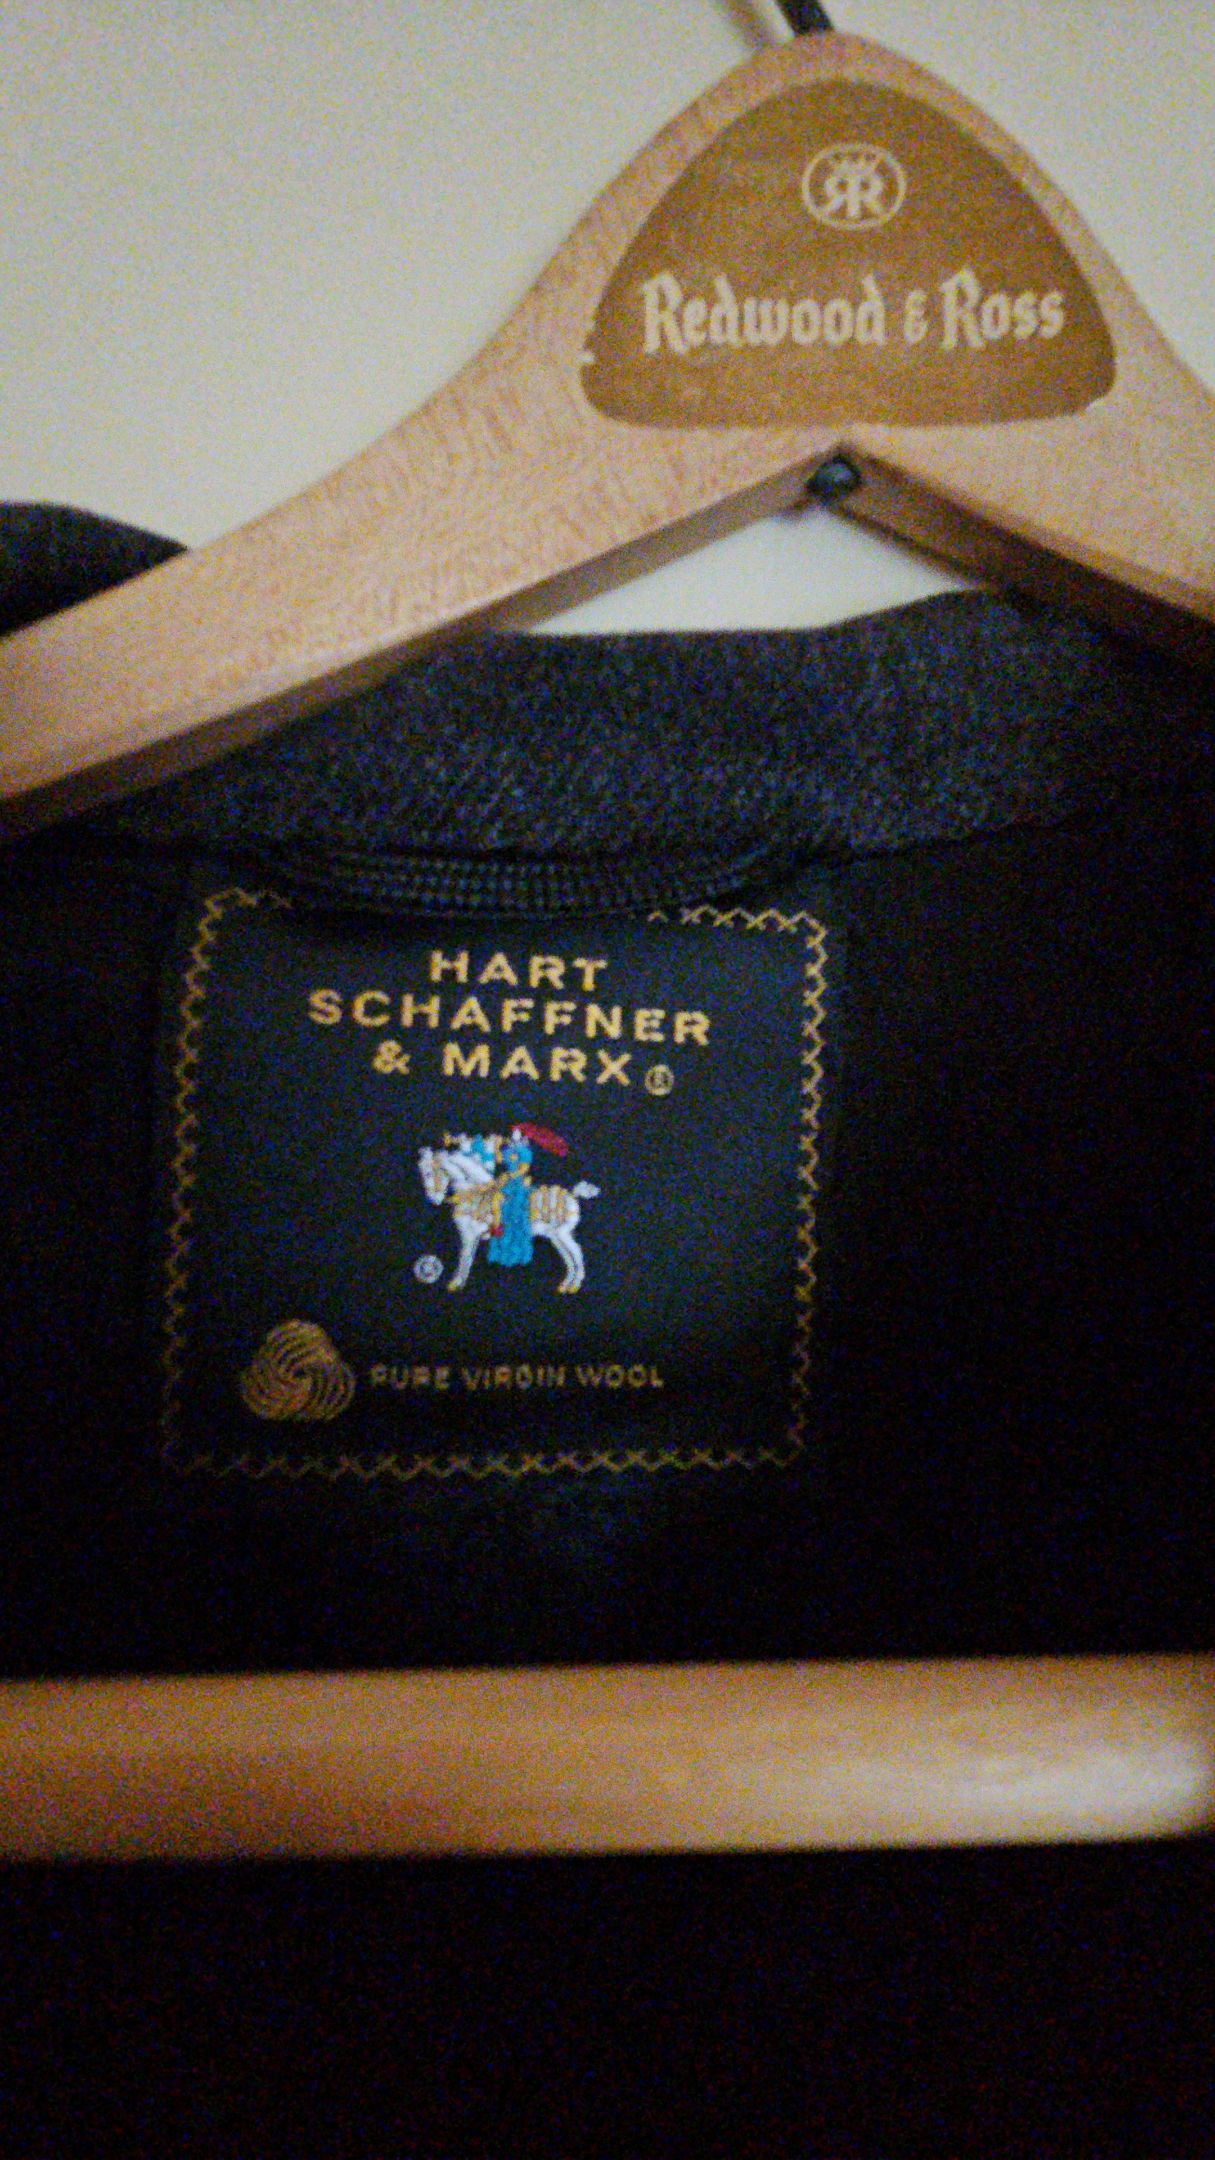 RR
Redwood & Ross
HART
SCHAFFNER
& MARX ®
®
PURE VIRGIN WOOL